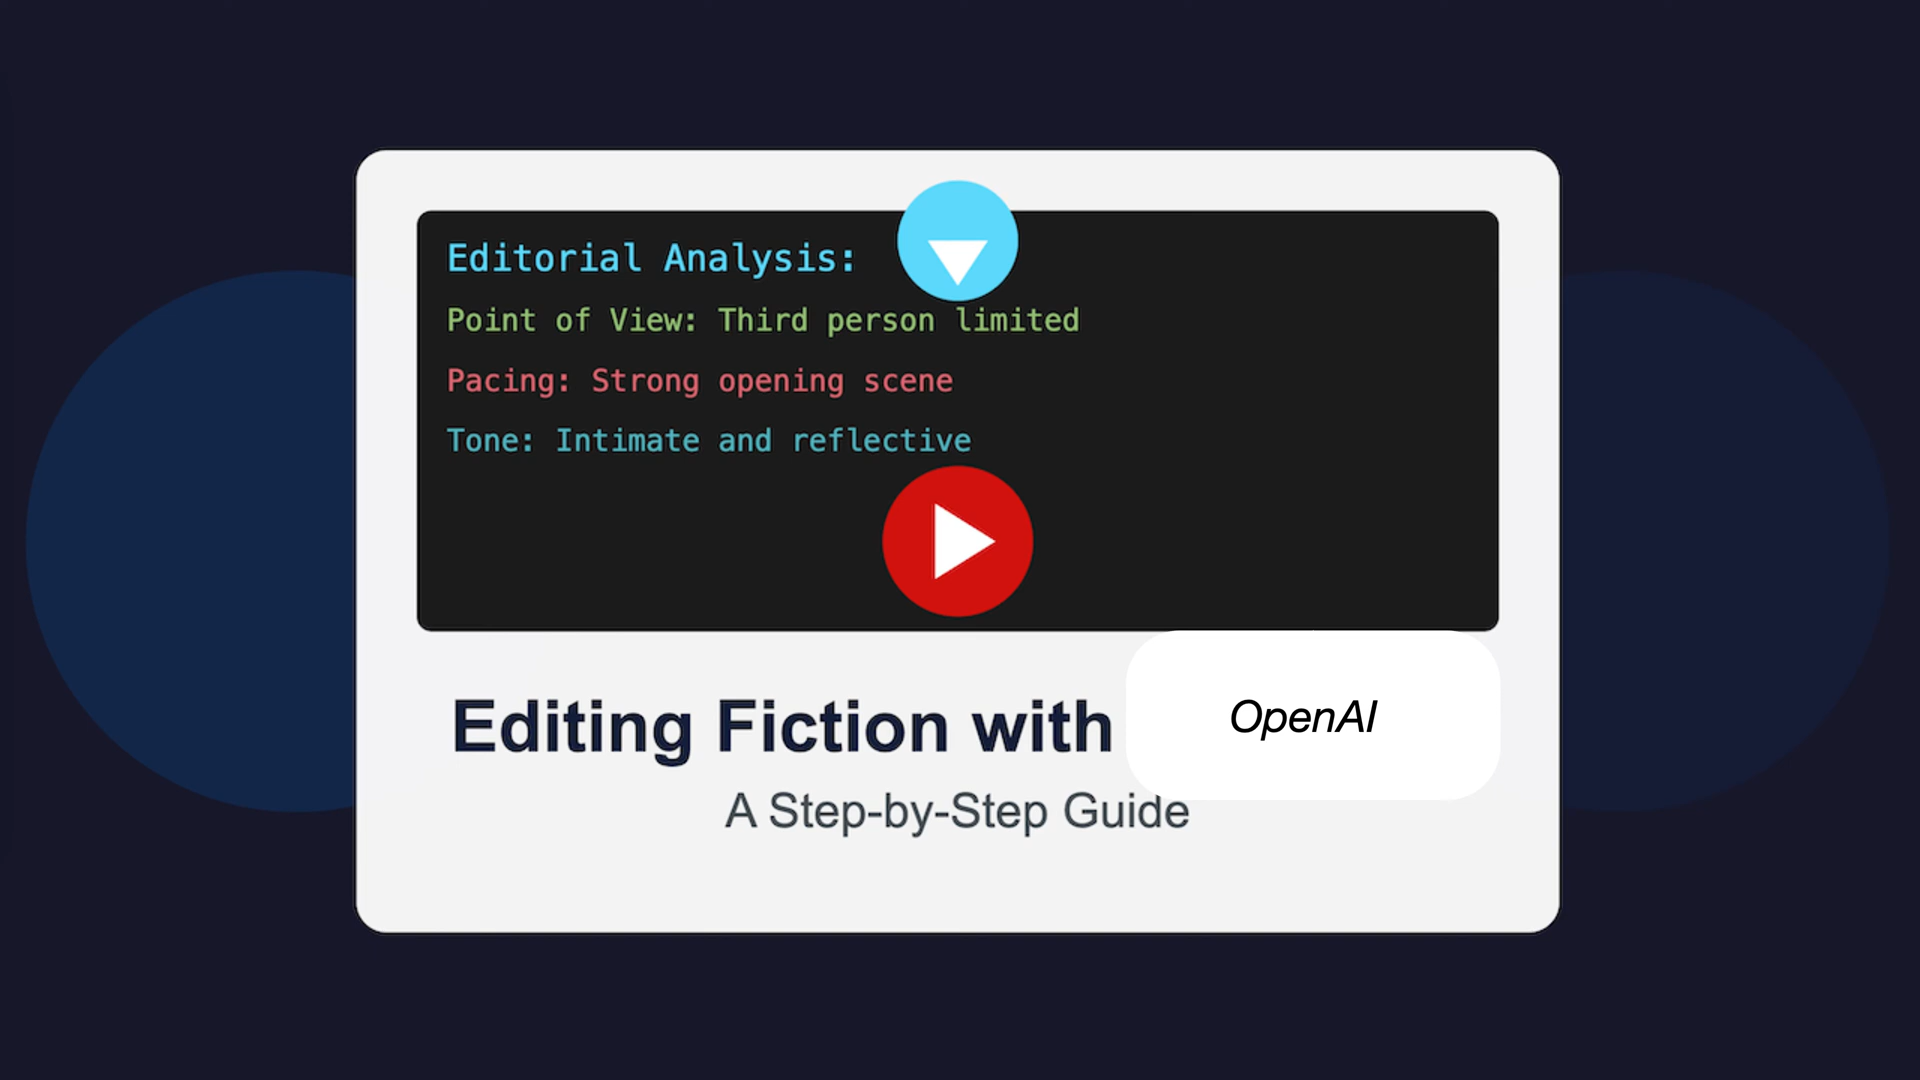 Editorial Analysis:
Point of View: Third person limited
Pacing: Strong opening scene
Tone: Intimate and reflective
Editing Fiction with OpenAI
A Step-by-Step Guide